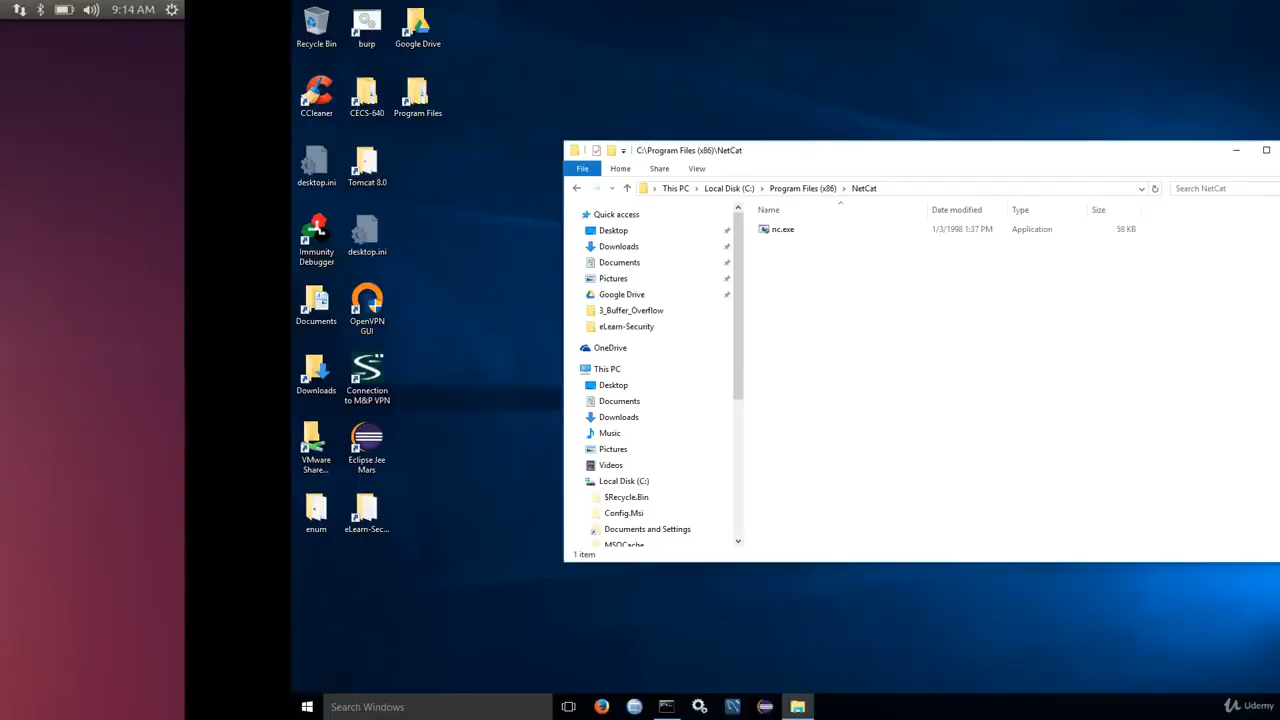 9:14 AM
Recycle Bin
burp
Google Drive
CCleaner
CECS-640
Program Files
desktop.ini
Tomcat 8.0
Immunity
Debugger
desktop.ini
Documents
OpenVPN
GUI
Downloads
Connection
to M&P VPN
VMware
Share...
Eclipse Jee
Mars
enum
eLearn-Sec...
C:\Program Files (x86)\NetCat
File
Home
Share
View
This PC
Local Disk (C:)
Program Files (x86)
NetCat
Search NetCat
Name
Date modified
Type
Size
nc.exe
1/3/1998 1:37 PM
Application
58 KB
Quick access
Desktop
Downloads
Documents
Pictures
Google Drive
3_Buffer_Overflow
eLearn-Security
OneDrive
This PC
Desktop
Documents
Downloads
Music
Pictures
Videos
Local Disk (C:)
$Recycle.Bin
Config.Msi
Documents and Settings
MSOCache
1 item
Search Windows
Udemy